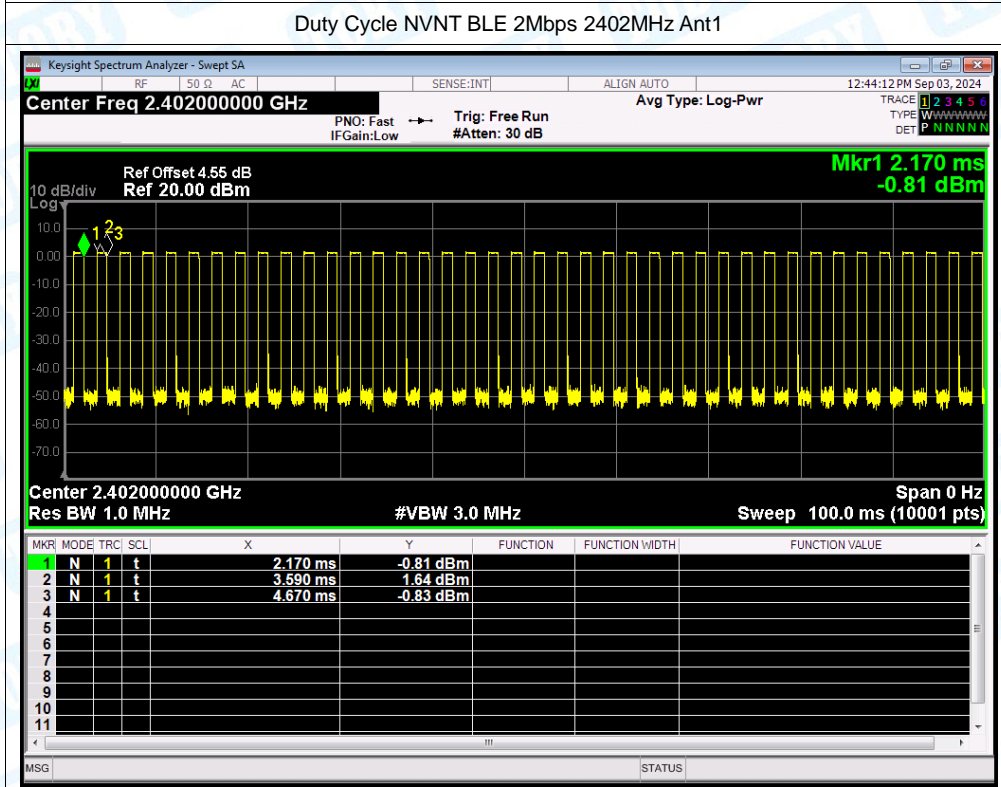 Duty Cycle NVNT BLE 2Mbps 2402MHz Ant1
Keysight Spectrum Analyzer - Swept SA
LXI RF 50 Ω AC SENSE:INT ALIGN AUTO 12:44:12 PM Sep 03, 2024
Center Freq 2.402000000 GHz Avg Type: Log-Pwr TRACE 1 2 3 4 5 6
PNO: Fast Trig: Free Run TYPE WWWWWW
IFGain:Low #Atten: 30 dB DET P N N N N N
Mkr1 2.170 ms
Ref Offset 4.55 dB
10 dB/div Ref 20.00 dBm -0.81 dBm
Log
10.0
1 2 3
0.00
-10.0
-20.0
-30.0
-40.0
-50.0
-60.0
-70.0
Center 2.402000000 GHz Span 0 Hz
Res BW 1.0 MHz #VBW 3.0 MHz Sweep 100.0 ms (10001 pts)
MKR MODE TRC SCL X Y FUNCTION FUNCTION WIDTH FUNCTION VALUE
1 N 1 t 2.170 ms -0.81 dBm
2 N 1 t 3.590 ms 1.64 dBm
3 N 1 t 4.670 ms -0.83 dBm
4
5
6
7
8
9
10
11
MSG STATUS